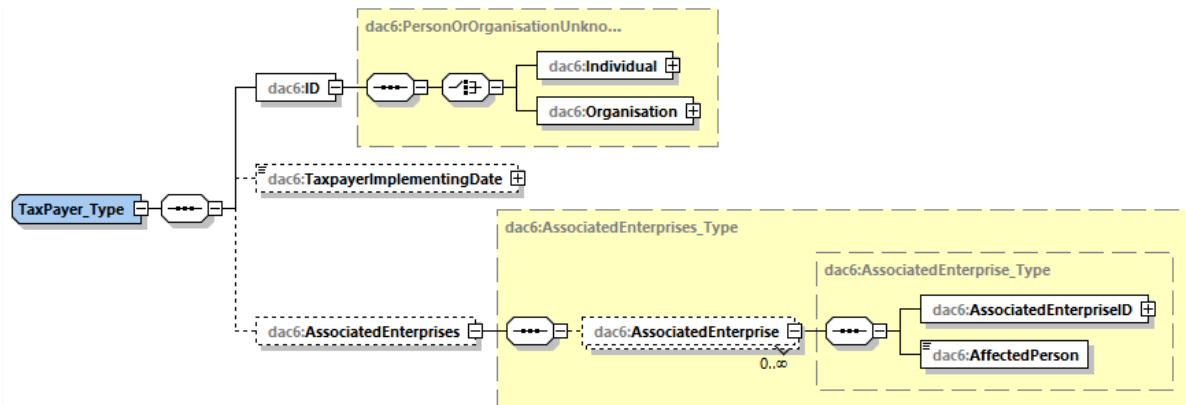 dac6:PersonOrOrganisationUnkno...
dac6:Individual
dac6:ID
dac6:Organisation
dac6:TaxpayerImplementingDate
TaxPayer_Type
dac6:AssociatedEnterprises_Type
dac6:AssociatedEnterprise_Type
dac6:AssociatedEnterpriseID
dac6:AssociatedEnterprises
dac6:AssociatedEnterprise
dac6:AffectedPerson
0..∞